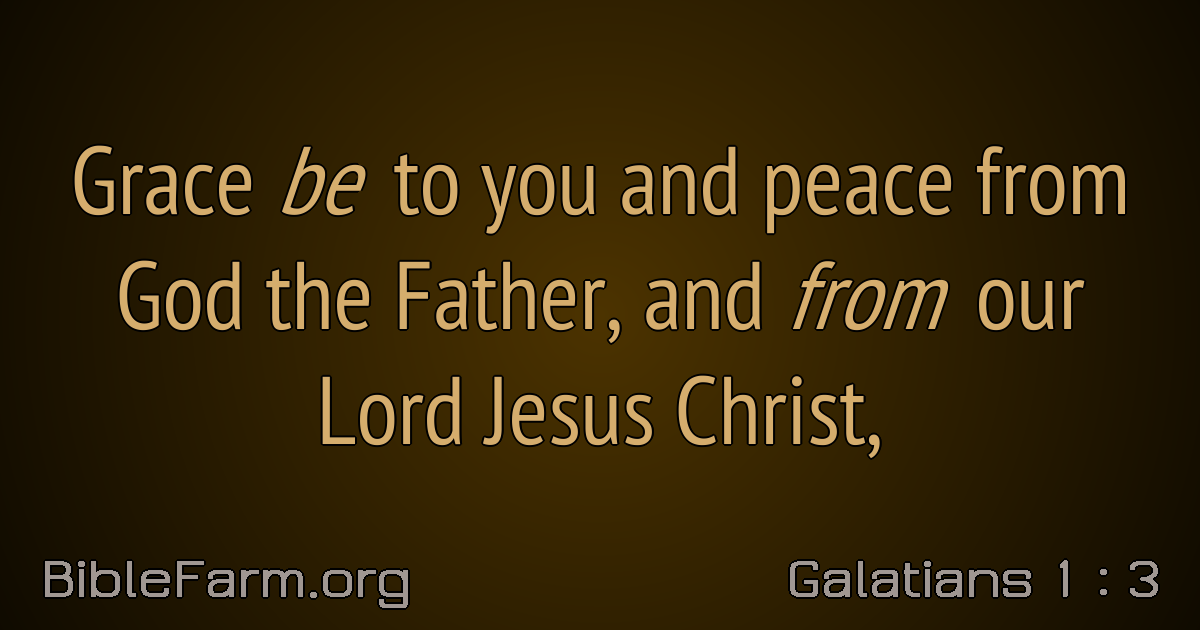 Grace be to you and peace from
God the Father, and from our
Lord Jesus Christ,
BibleFarm.org
Galatians 1 : 3